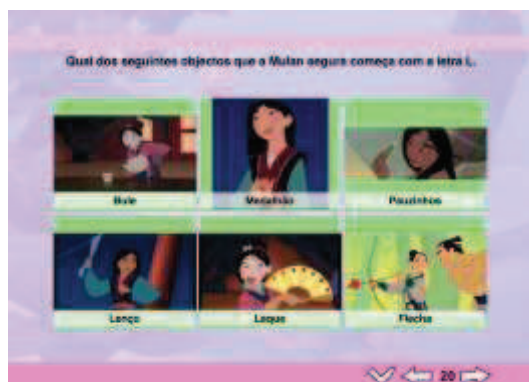 Qual dos seguintes objectos que a Mulan segura começa com a letra L.
Bule
Medalhão
Pauzinhos
Lenço
Leque
Flecha
20